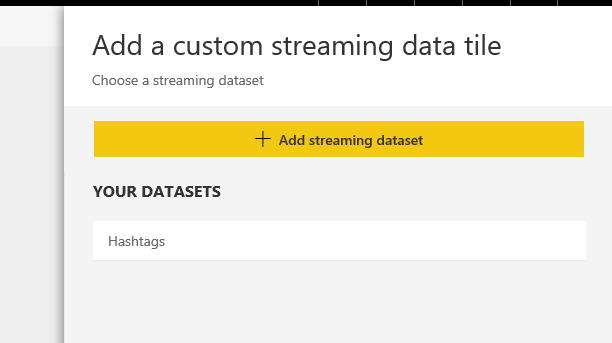 Add a custom streaming data tile
Choose a streaming dataset
Add streaming dataset
YOUR DATASETS
Hashtags